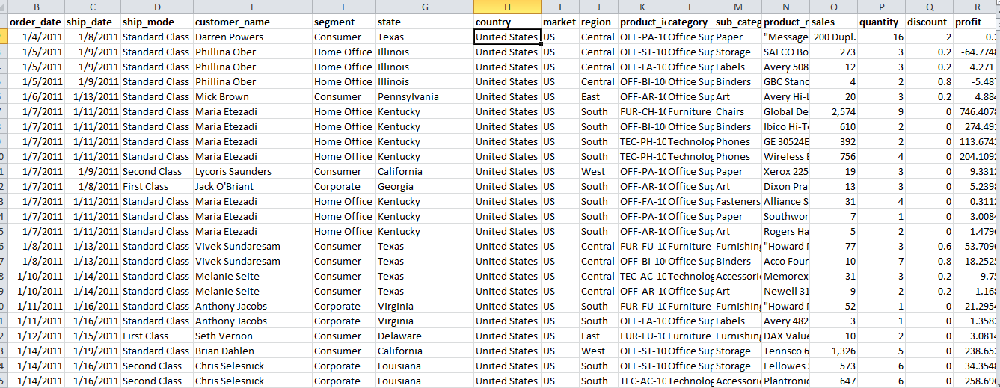 B C D E F G H I J K L M N O P Q R
order_date ship_date ship_mode customer_name segment state country market region product_i category sub_categ product_n sales quantity discount profit
1/4/2011 1/8/2011 Standard Class Darren Powers Consumer Texas United States US Central OFF-PA-10 Office Sup Paper "Message 200 Dupl. 16 2 0.2
1/5/2011 1/9/2011 Standard Class Phillina Ober Home Office Illinois United States US Central OFF-ST-10 Office Sup Storage SAFCO Bo 273 3 0.2 -64.7748
1/5/2011 1/9/2011 Standard Class Phillina Ober Home Office Illinois United States US Central OFF-LA-10 Office Sup Labels Avery 508 12 3 0.2 4.2717
1/5/2011 1/9/2011 Standard Class Phillina Ober Home Office Illinois United States US Central OFF-BI-10 Office Sup Binders GBC Stand 4 2 0.8 -5.487
1/6/2011 1/13/2011 Standard Class Mick Brown Consumer Pennsylvania United States US East OFF-AR-10 Office Sup Art Avery Hi-L 20 3 0.2 4.884
1/7/2011 1/11/2011 Standard Class Maria Etezadi Home Office Kentucky United States US South FUR-CH-10 Furniture Chairs Global De 2,574 9 0 746.4078
1/7/2011 1/11/2011 Standard Class Maria Etezadi Home Office Kentucky United States US South OFF-BI-10 Office Sup Binders Ibico Hi-Te 610 2 0 274.491
1/7/2011 1/11/2011 Standard Class Maria Etezadi Home Office Kentucky United States US South TEC-PH-10 Technolog Phones GE 30524E 392 2 0 113.6742
1/7/2011 1/11/2011 Standard Class Maria Etezadi Home Office Kentucky United States US South TEC-PH-10 Technolog Phones Wireless E 756 4 0 204.1092
1/7/2011 1/9/2011 Second Class Lycoris Saunders Consumer California United States US West OFF-PA-10 Office Sup Paper Xerox 225 19 3 0 9.3312
1/7/2011 1/8/2011 First Class Jack O'Briant Corporate Georgia United States US South OFF-AR-10 Office Sup Art Dixon Pran 13 3 0 5.2398
1/7/2011 1/11/2011 Standard Class Maria Etezadi Home Office Kentucky United States US South OFF-FA-10 Office Sup Fasteners Alliance S 31 4 0 0.3112
1/7/2011 1/11/2011 Standard Class Maria Etezadi Home Office Kentucky United States US South OFF-PA-10 Office Sup Paper Southwor 7 1 0 3.0084
1/7/2011 1/11/2011 Standard Class Maria Etezadi Home Office Kentucky United States US South OFF-AR-10 Office Sup Art Rogers Ha 5 2 0 1.4796
1/8/2011 1/13/2011 Standard Class Vivek Sundaresam Consumer Texas United States US Central FUR-FU-10 Furniture Furnishing "Howard M 77 3 0.6 -53.7096
1/8/2011 1/13/2011 Standard Class Vivek Sundaresam Consumer Texas United States US Central OFF-BI-10 Office Sup Binders Acco Four 10 7 0.8 -18.2525
1/10/2011 1/14/2011 Standard Class Melanie Seite Consumer Texas United States US Central TEC-AC-10 Technolog Accessorie Memorex 31 3 0.2 9.75
1/10/2011 1/14/2011 Standard Class Melanie Seite Consumer Texas United States US Central OFF-AR-10 Office Sup Art Newell 31 9 2 0.2 1.168
1/11/2011 1/16/2011 Standard Class Anthony Jacobs Corporate Virginia United States US South FUR-FU-10 Furniture Furnishing "Howard M 52 1 0 21.2954
1/11/2011 1/16/2011 Standard Class Anthony Jacobs Corporate Virginia United States US South OFF-LA-10 Office Sup Labels Avery 482 3 1 0 1.3583
1/12/2011 1/15/2011 First Class Seth Vernon Consumer Delaware United States US East FUR-FU-10 Furniture Furnishing DAX Value 10 2 0 3.0814
1/14/2011 1/19/2011 Standard Class Brian Dahlen Consumer California United States US West OFF-ST-10 Office Sup Storage Tennsco 6 1,326 5 0 238.653
1/14/2011 1/16/2011 Second Class Chris Selesnick Corporate Louisiana United States US South OFF-ST-10 Office Sup Storage Fellowes 573 6 0 34.3548
1/14/2011 1/16/2011 Second Class Chris Selesnick Corporate Louisiana United States US South TEC-AC-10 Technolog Accessorie Plantronic 647 6 0 258.696